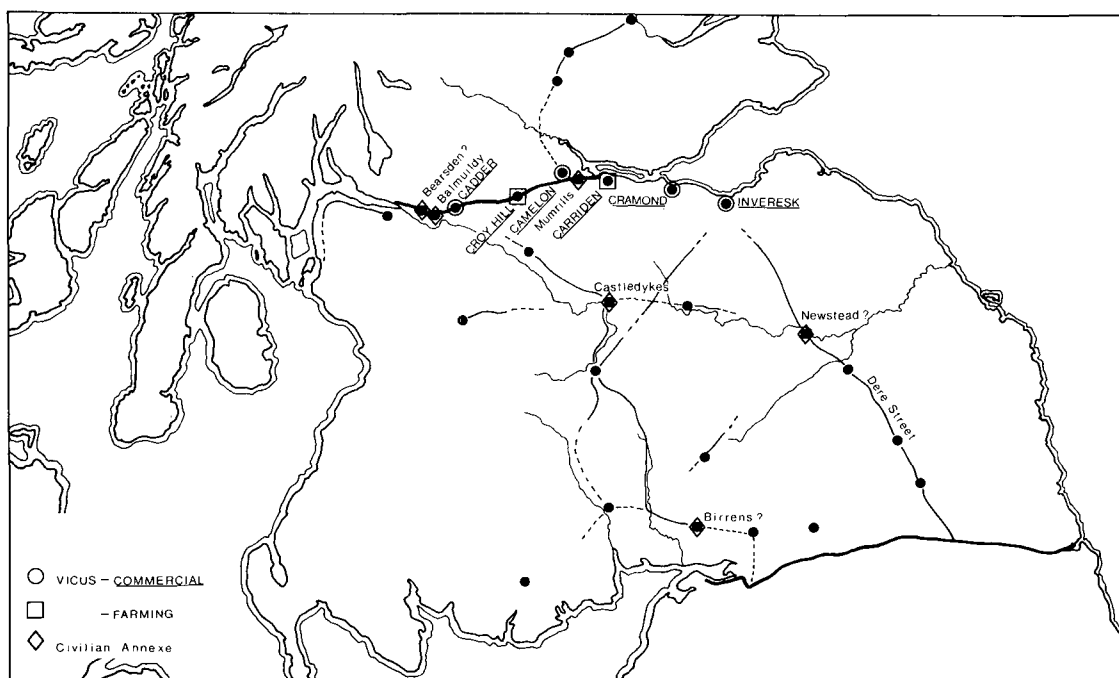 Bearsden?
Balmuildy
CADDER
CROY HILL
CAMELON
Mumrills
CARRIDEN
CRAMOND
INVERESK
Castledykes
Newstead?
Dere Street
Birrens?
VICUS – COMMERCIAL
– FARMING
Civilian Annexe